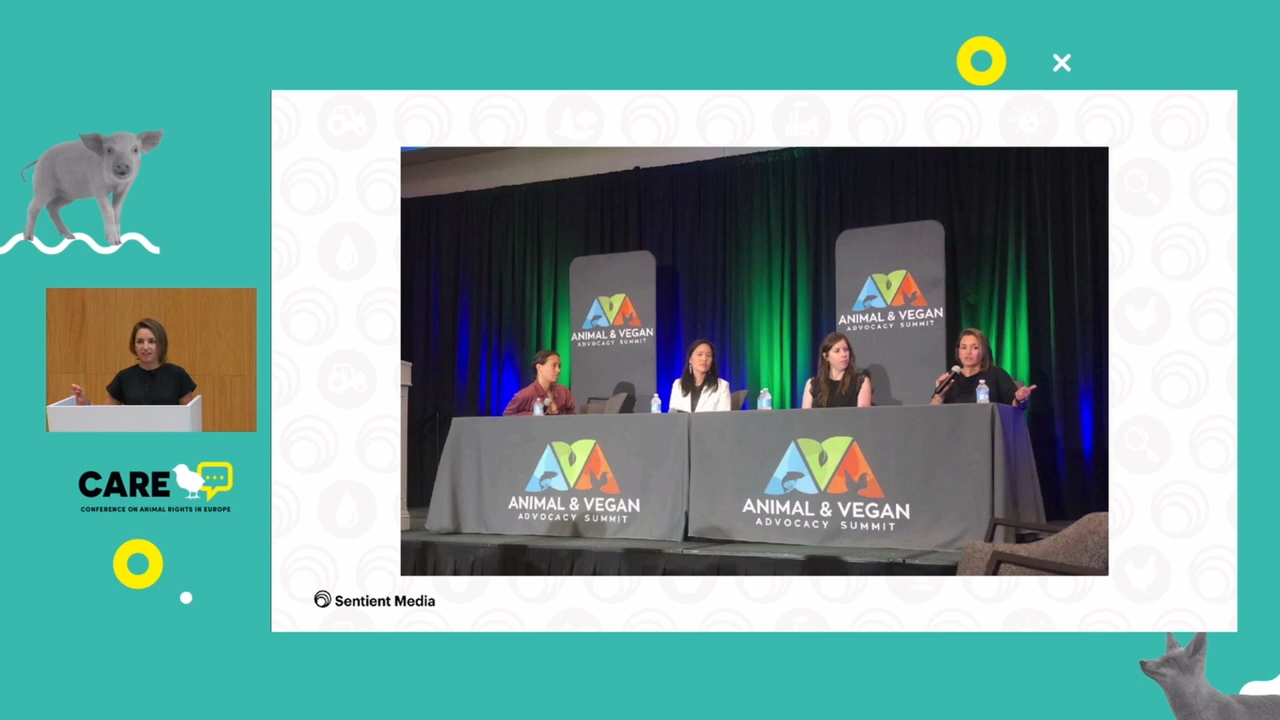 ANIMAL & VEGAN
ADVOCACY SUMMIT
ANIMAL & VEGAN
ADVOCACY SUMMIT
ANIMAL & VEGAN
ADVOCACY SUMMIT
ANIMAL & VEGAN
ADVOCACY SUMMIT
CARE
CONFERENCE ON ANIMAL RIGHTS IN EUROPE
Sentient Media